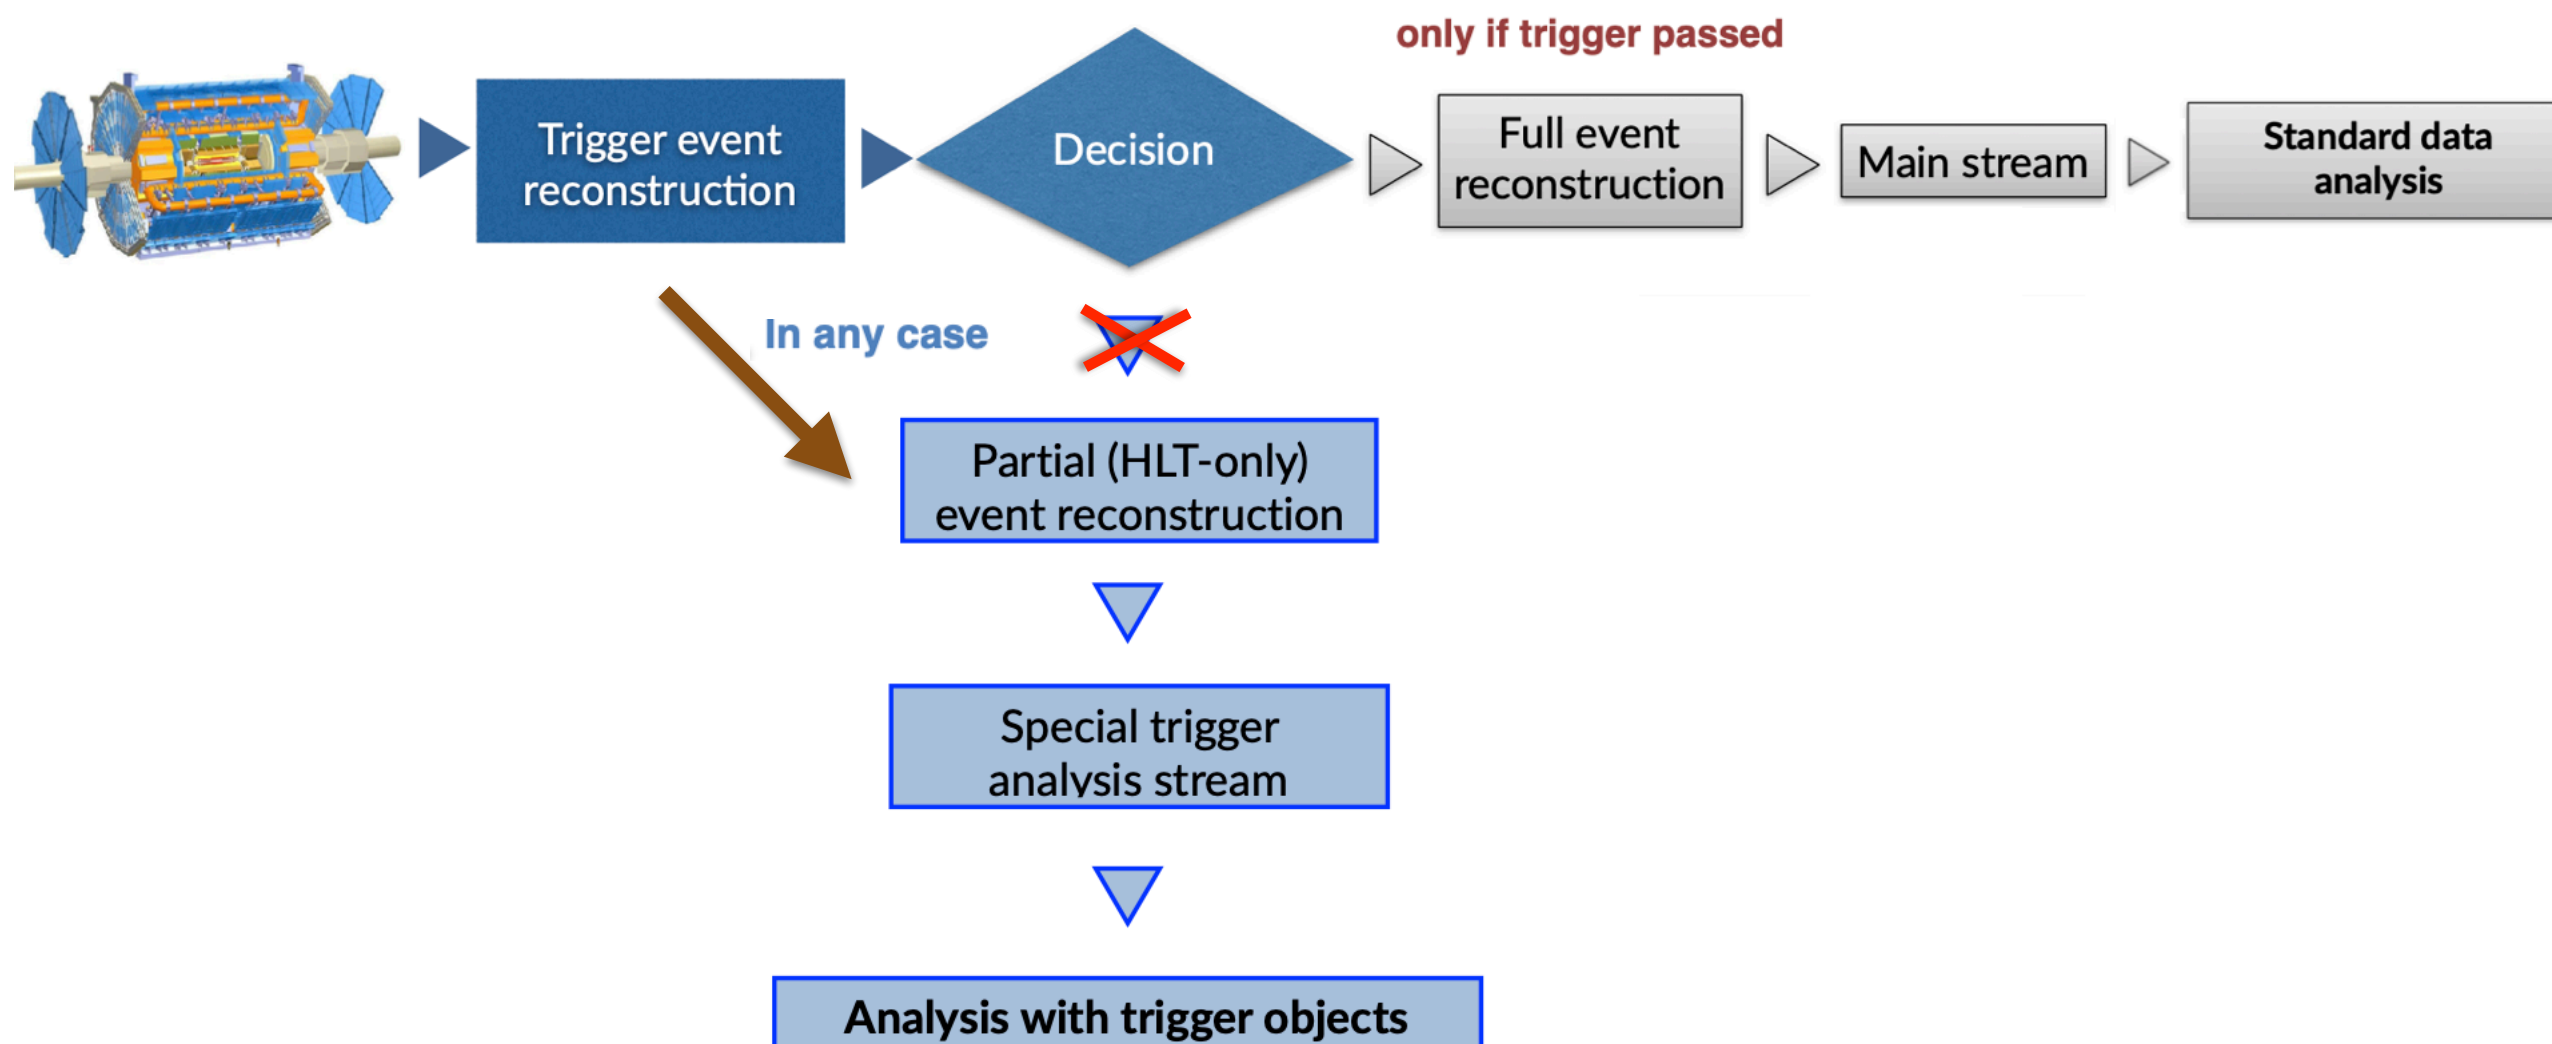 only if trigger passed
Trigger event
reconstruction
Decision
Full event
reconstruction
Main stream
Standard data
analysis
In any case
Partial (HLT-only)
event reconstruction
Special trigger
analysis stream
Analysis with trigger objects